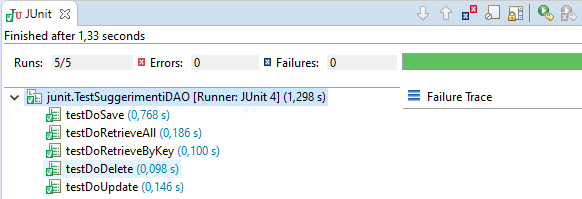 JUnit
Finished after 1,33 seconds
Runs: 5/5 Errors: 0 Failures: 0
junit.TestSuggerimentiDAO [Runner: JUnit 4] (1,298 s)
Failure Trace
testDoSave (0,768 s)
testDoRetrieveAll (0,186 s)
testDoRetrieveByKey (0,100 s)
testDoDelete (0,098 s)
testDoUpdate (0,146 s)